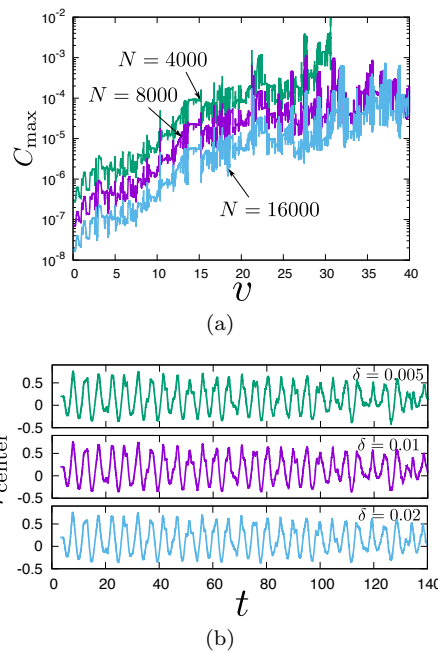 10^-2
10^-3
10^-4
10^-5
10^-6
10^-7
10^-8
C_max
N = 4000
N = 8000
N = 16000
0 5 10 15 20 25 30 35 40
v
(a)
δ = 0.005
0.5
0
-0.5
δ = 0.01
0.5
0
-0.5
δ = 0.02
0.5
0
-0.5
center
0 20 40 60 80 100 120 140
t
(b)